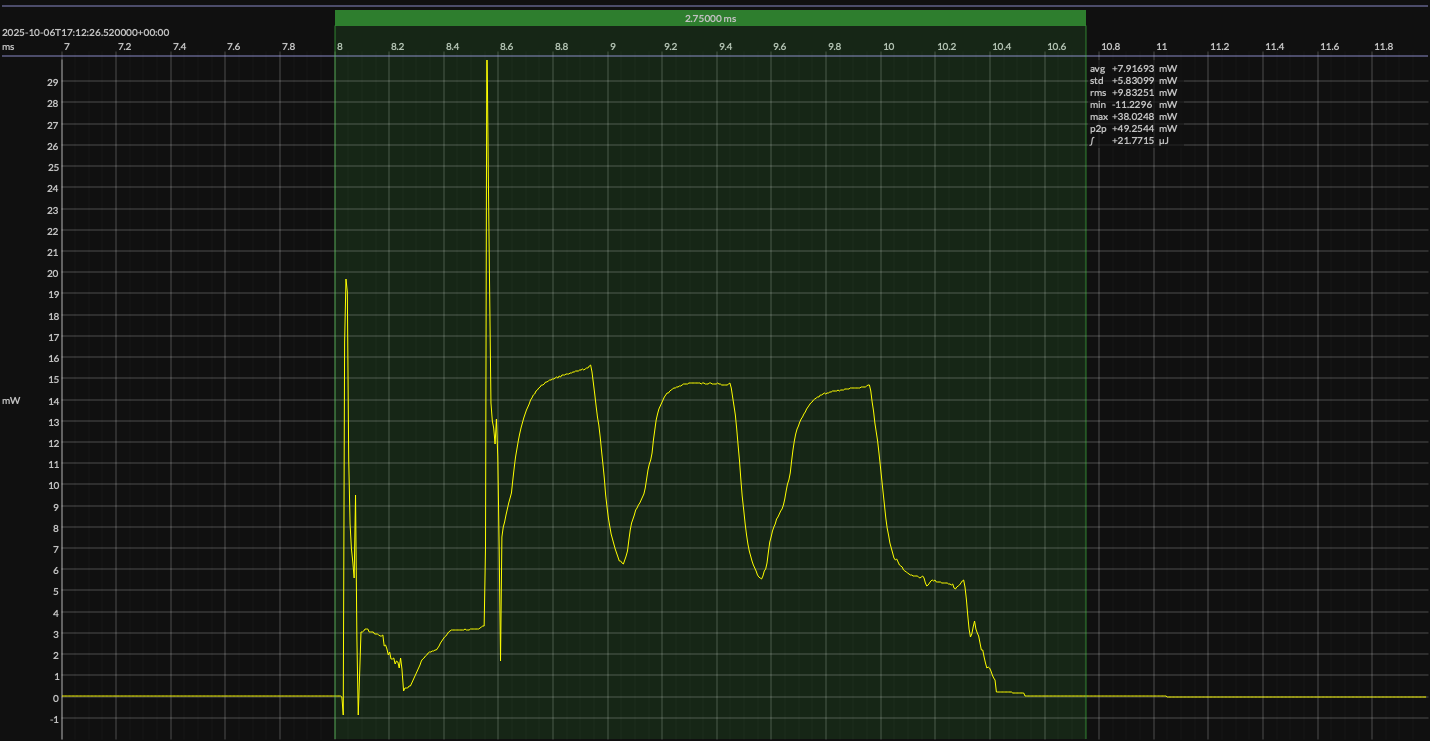 2.75000 ms
2025-10-06T17:12:26.520000+00:00
ms 7 7.2 7.4 7.6 7.8 8 8.2 8.4 8.6 8.8 9 9.2 9.4 9.6 9.8 10 10.2 10.4 10.6 10.8 11 11.2 11.4 11.6 11.8
avg +7.91693 mW
std +5.83099 mW
rms +9.83251 mW
min -11.2296 mW
max +38.0248 mW
p2p +49.2544 mW
∫ +21.7715 µJ
29
28
27
26
25
24
23
22
21
20
19
18
17
16
15
mW 14
13
12
11
10
9
8
7
6
5
4
3
2
1
0
-1